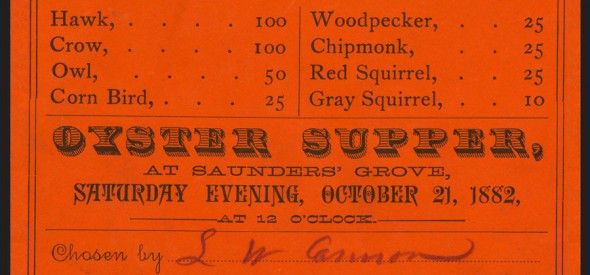 Hawk, . . . 100 Woodpecker, . . 25
Crow, . . . 100 Chipmonk, . . 25
Owl, . . . . 50 Red Squirrel, . . 25
Corn Bird, . . . 25 Gray Squirrel, . . 10
OYSTER SUPPER,
AT SAUNDERS' GROVE,
SATURDAY EVENING, OCTOBER 21, 1882,
AT 12 O'CLOCK.
Chosen by L W Cannon